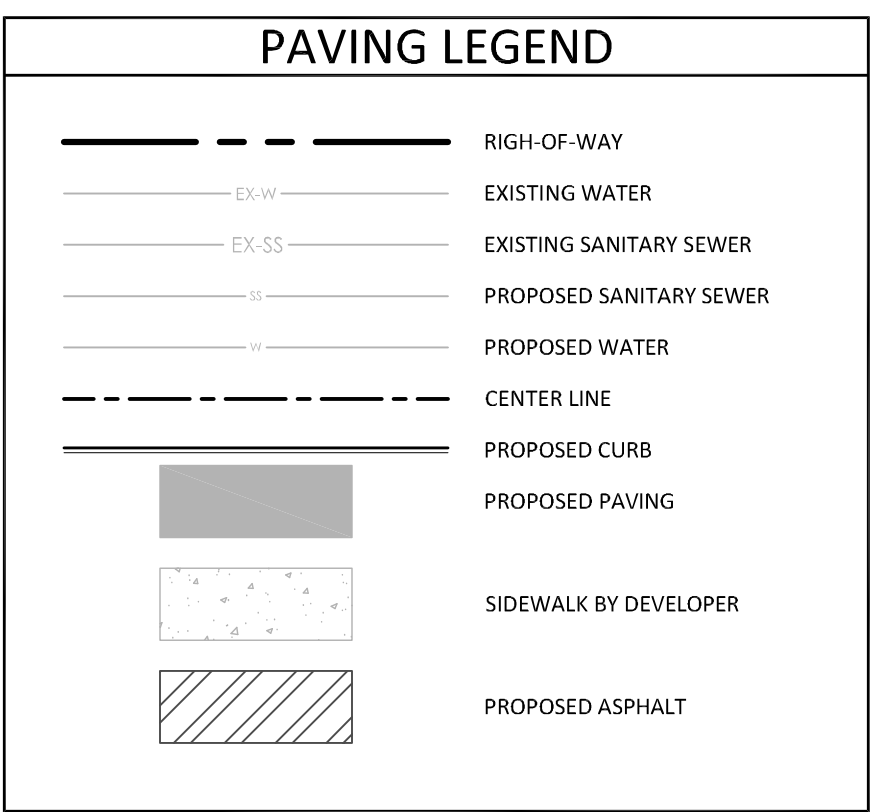 PAVING LEGEND
RIGH-OF-WAY
EX-W EXISTING WATER
EX-SS EXISTING SANITARY SEWER
SS PROPOSED SANITARY SEWER
W PROPOSED WATER
CENTER LINE
PROPOSED CURB
PROPOSED PAVING
SIDEWALK BY DEVELOPER
PROPOSED ASPHALT